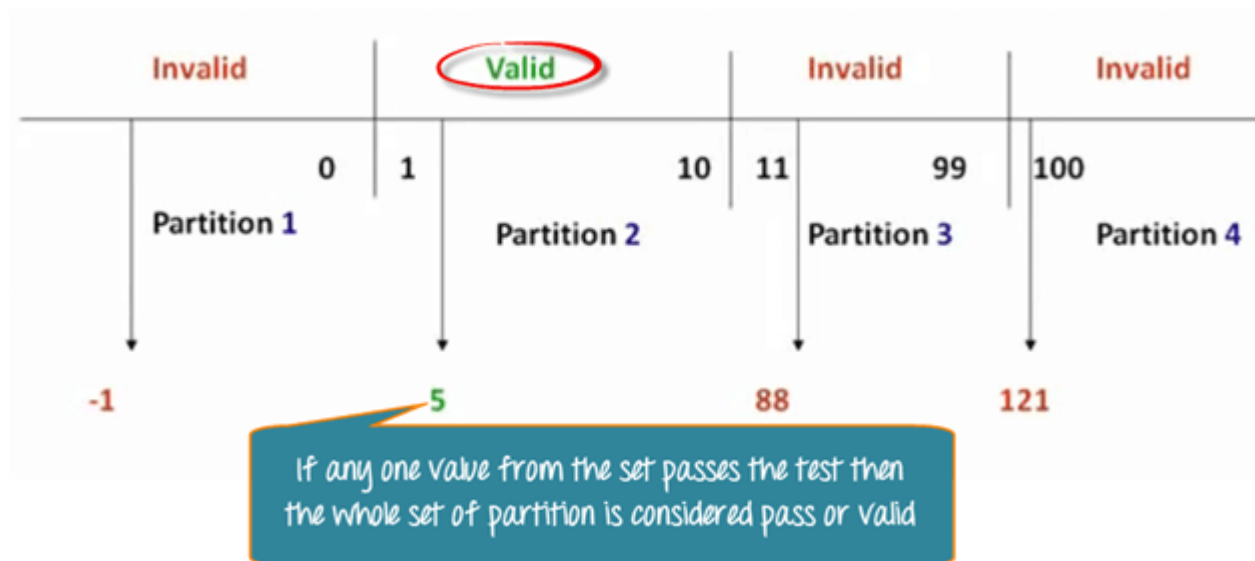 Invalid Valid Invalid Invalid
0 1 10 11 99 100
Partition 1 Partition 2 Partition 3 Partition 4
-1 5 88 121
If any one value from the set passes the test then
the whole set of partition is considered pass or valid